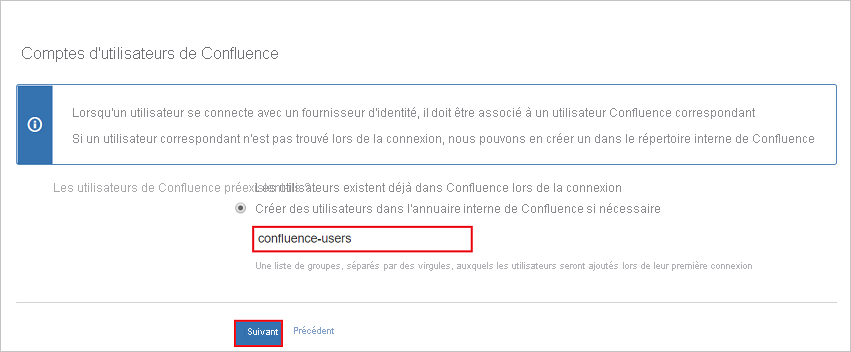 Comptes d'utilisateurs de Confluence
Lorsqu'un utilisateur se connecte avec un fournisseur d'identité, il doit être associé à un utilisateur Confluence correspondant
Si un utilisateur correspondant n'est pas trouvé lors de la connexion, nous pouvons en créer un dans le répertoire interne de Confluence
Les utilisateurs de Confluence préexistent-ils ?
Les utilisateurs existent déjà dans Confluence lors de la connexion
Créer des utilisateurs dans l'annuaire interne de Confluence si nécessaire
confluence-users
Une liste de groupes, séparés par des virgules, auxquels les utilisateurs seront ajoutés lors de leur première connexion
Suivant Précédent